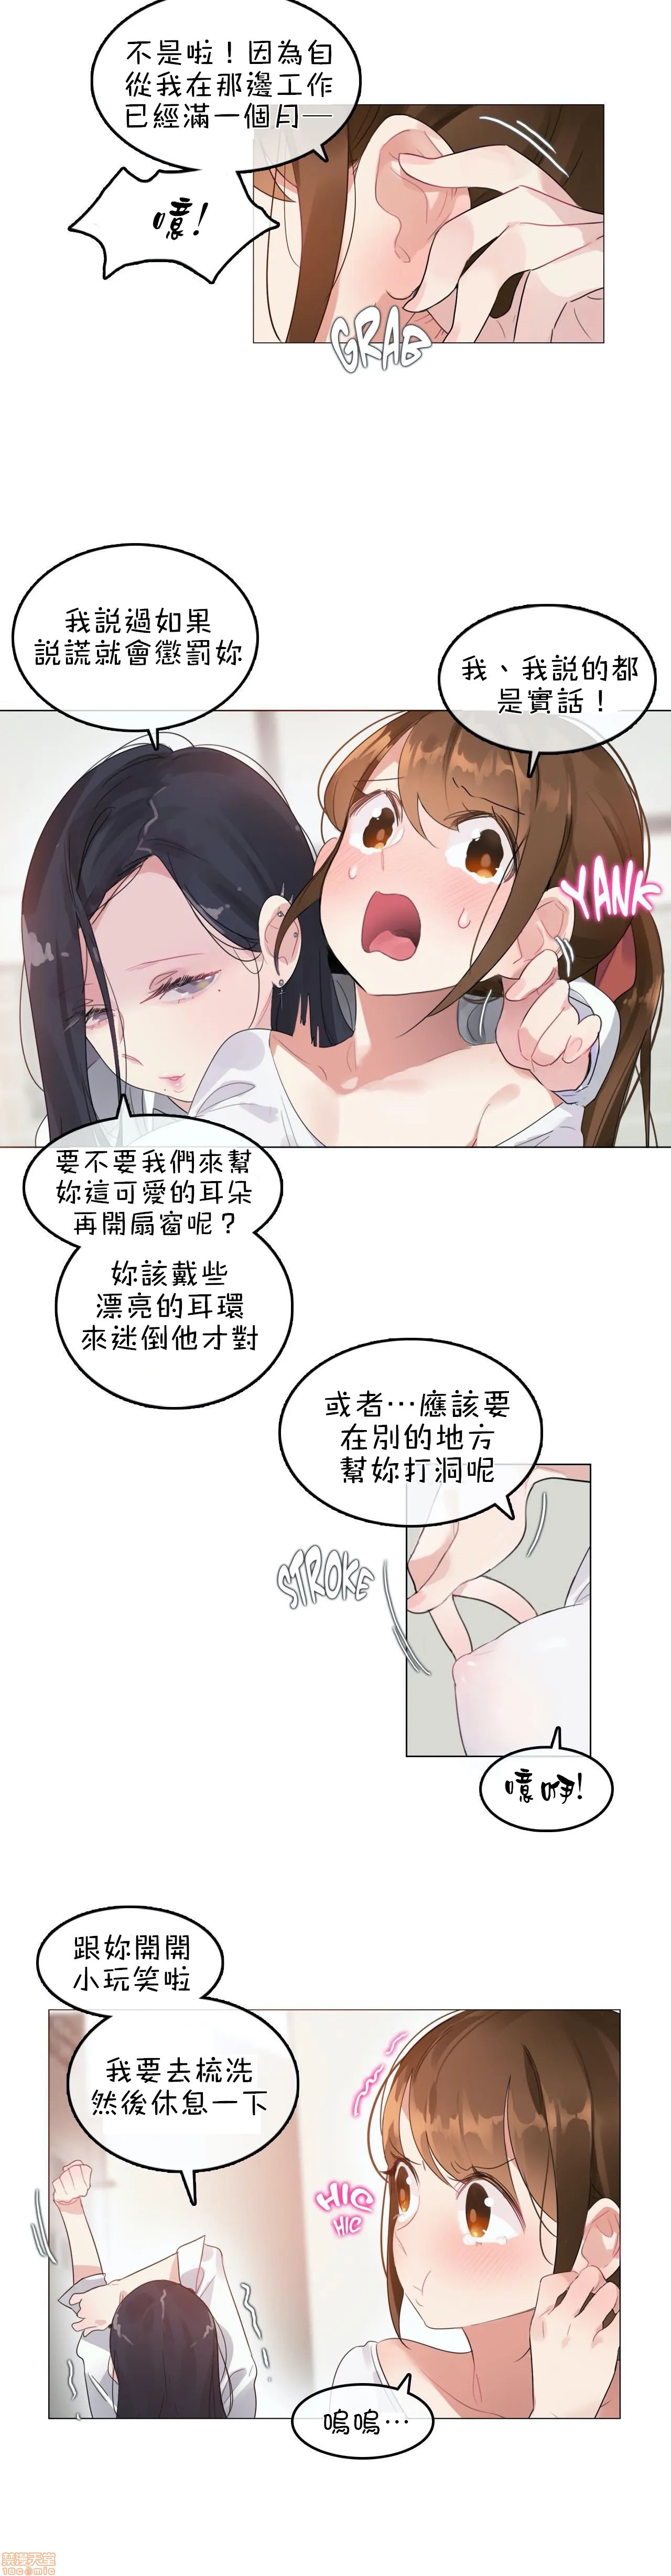 不是啦！因為自
從我在那邊工作
已經滿一個月—
噫!
GRAB
我說過如果
說謊就會懲罰妳
我、我說的都
是實話！
YANK
要不要我們來幫
妳這可愛的耳朵
再開扇窗呢？
妳該戴些
漂亮的耳環
來迷倒他才對
或者…應該要
在別的地方
幫妳打洞呢
STROKE
噫咿!
跟妳開開
小玩笑啦
我要去梳洗
然後休息一下
HIC
HIC
嗚嗚…
禁漫天堂
18comic